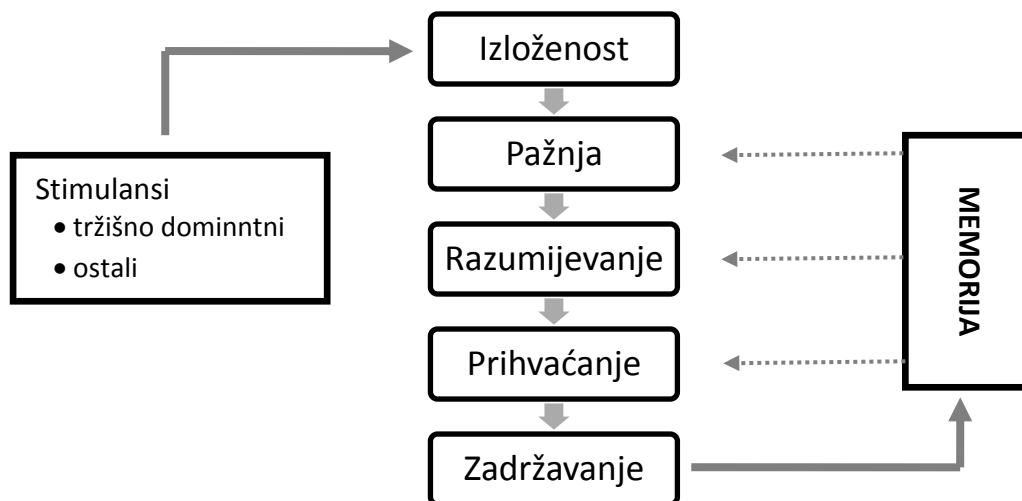 Izloženost
Pažnja
Stimulansi
• tržišno dominntni
• ostali
Razumijevanje
MEMORIJA
Prihvaćanje
Zadržavanje